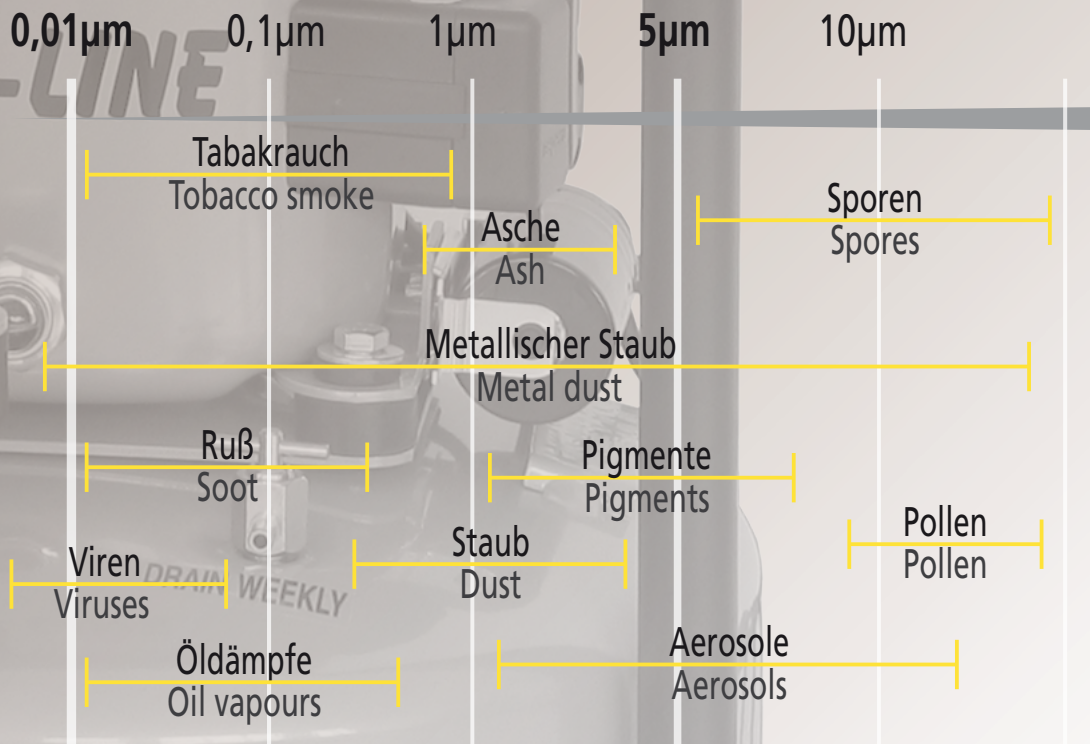 0,01µm 0,1µm 1µm 5µm 10µm
-LINE
Tabakrauch
Tobacco smoke
Sporen
Spores
Asche
Ash
Metallischer Staub
Metal dust
Ruß
Soot
Pigmente
Pigments
Pollen
Pollen
Staub
Dust
Viren
Viruses
DRAIN WEEKLY
Aerosole
Aerosols
Öldämpfe
Oil vapours